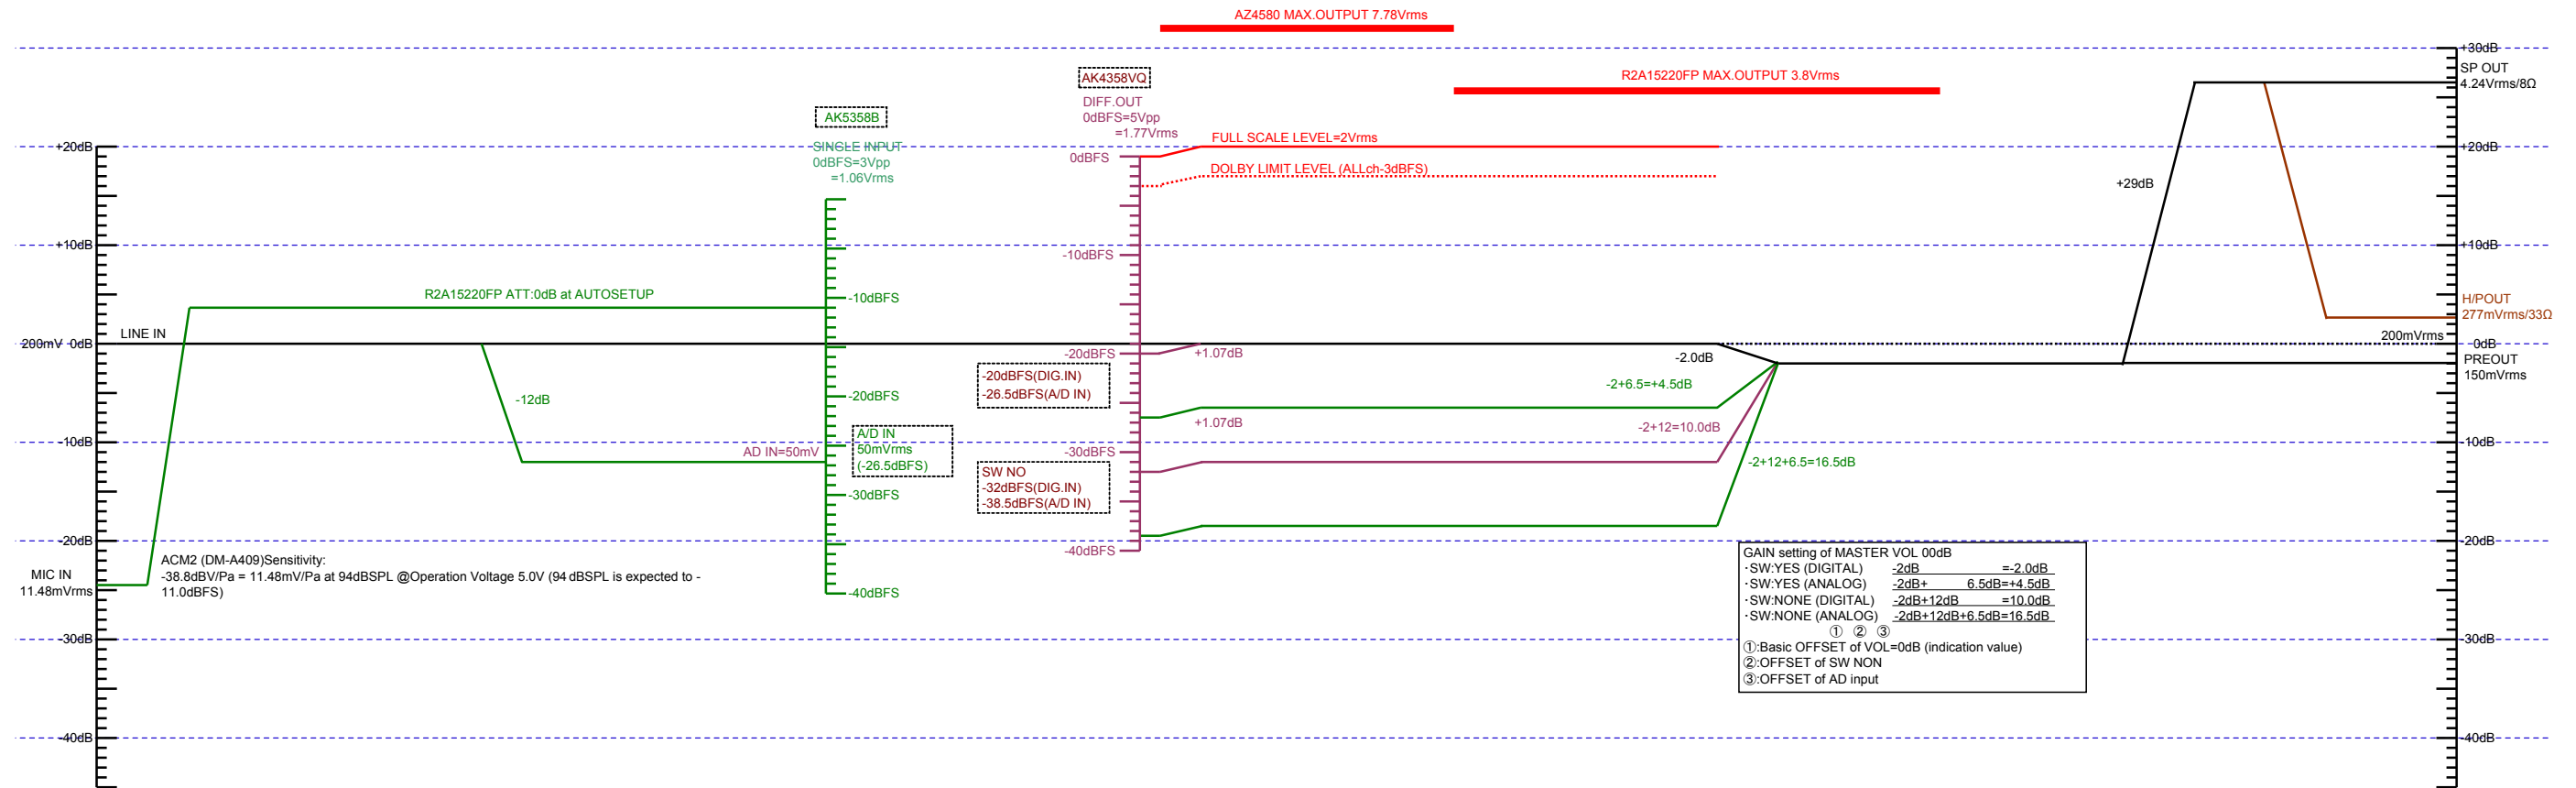 AZ4580 MAX.OUTPUT 7.78Vrms
+30dB
SP OUT
4.24Vrms/8Ω
R2A15220FP MAX.OUTPUT 3.8Vrms
AK4358VQ
DIFF.OUT
0dBFS=5Vpp
=1.77Vrms
AK5358B
SINGLE INPUT
0dBFS=3Vpp
=1.06Vrms
FULL SCALE LEVEL=2Vrms
+20dB
+20dB
0dBFS
DOLBY LIMIT LEVEL (ALLch-3dBFS)
+29dB
+10dB
-10dBFS
+10dB
R2A15220FP ATT:0dB at AUTOSETUP
-10dBFS
H/POUT
277mVrms/33Ω
LINE IN
200mV 0dB
200mVrms
0dB
-20dBFS
+1.07dB
-2.0dB
PREOUT
150mVrms
-20dBFS(DIG.IN)
-26.5dBFS(A/D IN)
-2+6.5=+4.5dB
-12dB
-20dBFS
+1.07dB
-2+12=10.0dB
-10dB
A/D IN
50mVrms
(-26.5dBFS)
-10dB
AD IN=50mV
-30dBFS
-2+12+6.5=16.5dB
SW NO
-32dBFS(DIG.IN)
-38.5dBFS(A/D IN)
-30dBFS
-20dB
-40dBFS
-20dB
ACM2 (DM-A409)Sensitivity:
-38.8dBV/Pa = 11.48mV/Pa at 94dBSPL @Operation Voltage 5.0V (94 dBSPL is expected to -
11.0dBFS)
MIC IN
11.48mVrms
-40dBFS
GAIN setting of MASTER VOL 00dB
・SW:YES (DIGITAL) -2dB =-2.0dB
・SW:YES (ANALOG) -2dB+ 6.5dB=+4.5dB
・SW:NONE (DIGITAL) -2dB+12dB =10.0dB
・SW:NONE (ANALOG) -2dB+12dB+6.5dB=16.5dB
① ② ③
①:Basic OFFSET of VOL=0dB (indication value)
②:OFFSET of SW NON
③:OFFSET of AD input
-30dB
-30dB
-40dB
-40dB